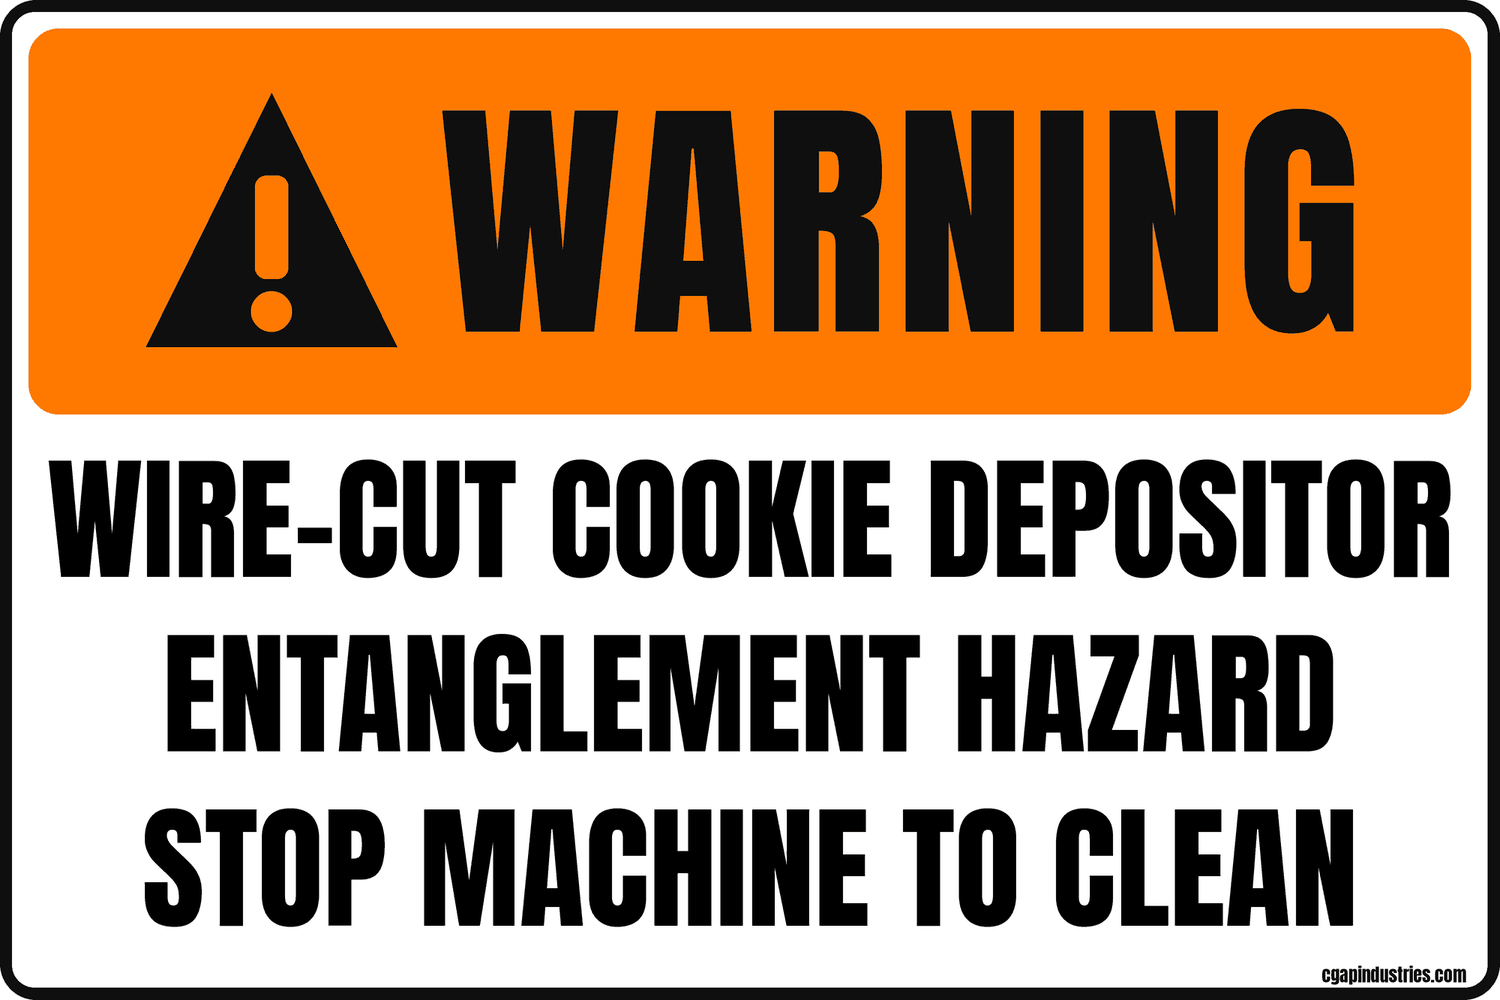 WARNING
WIRE-CUT COOKIE DEPOSITOR
ENTANGLEMENT HAZARD
STOP MACHINE TO CLEAN
cgapindustries.com